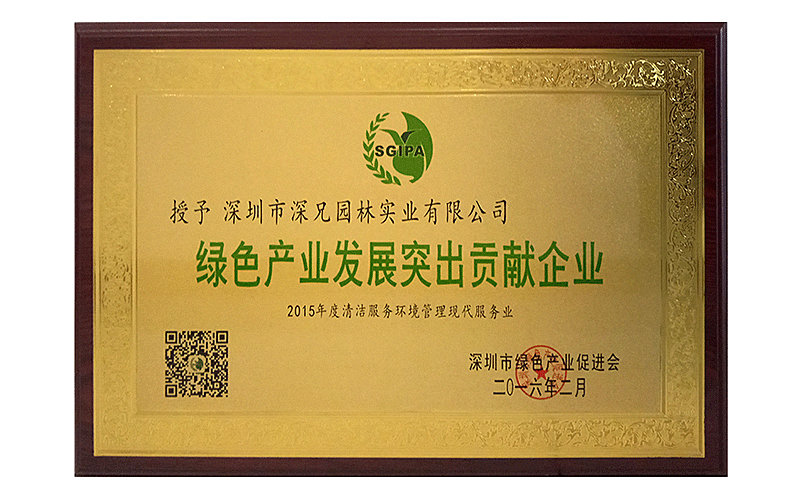 SGIPA
授予 深圳市深兄园林实业有限公司
绿色产业发展突出贡献企业
2015年度清洁服务环境管理现代服务业
深圳市绿色产业促进会
二〇一六年二月